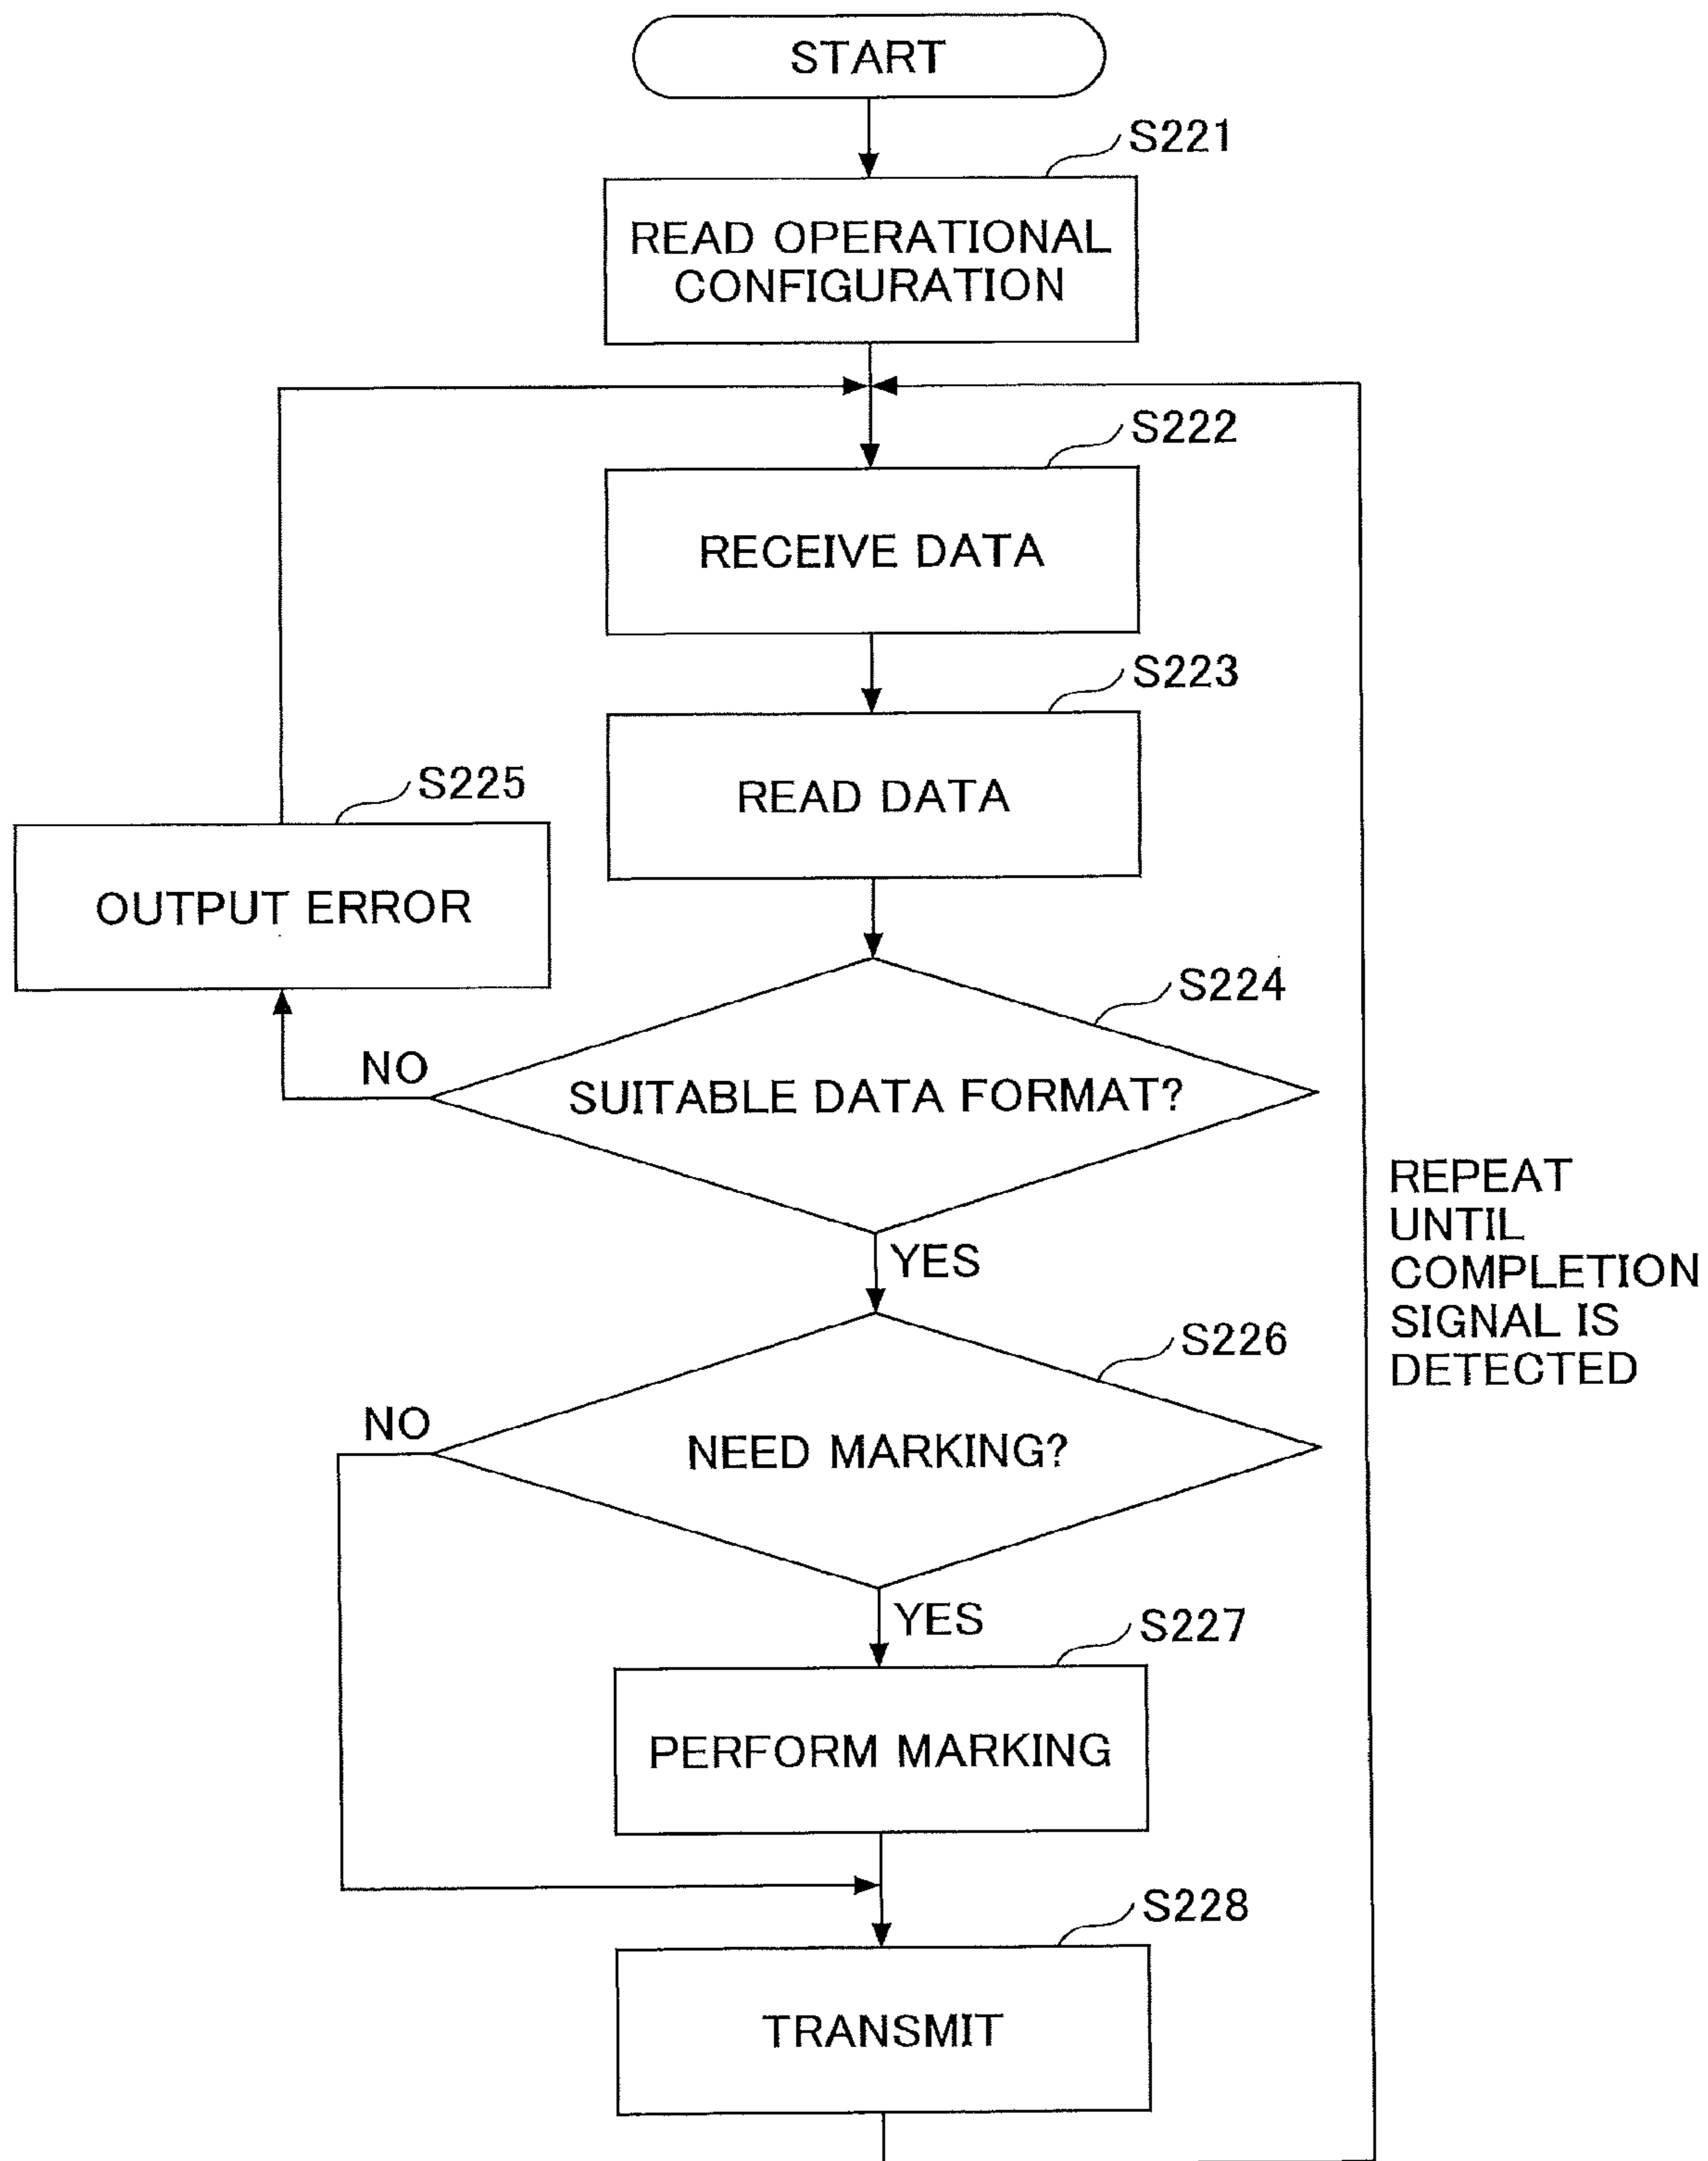 START
S221
READ OPERATIONAL
CONFIGURATION
S222
RECEIVE DATA
S223
READ DATA
S225
OUTPUT ERROR
S224
NO
SUITABLE DATA FORMAT?
YES
REPEAT
UNTIL
COMPLETION
SIGNAL IS
DETECTED
S226
NO
NEED MARKING?
YES
S227
PERFORM MARKING
S228
TRANSMIT